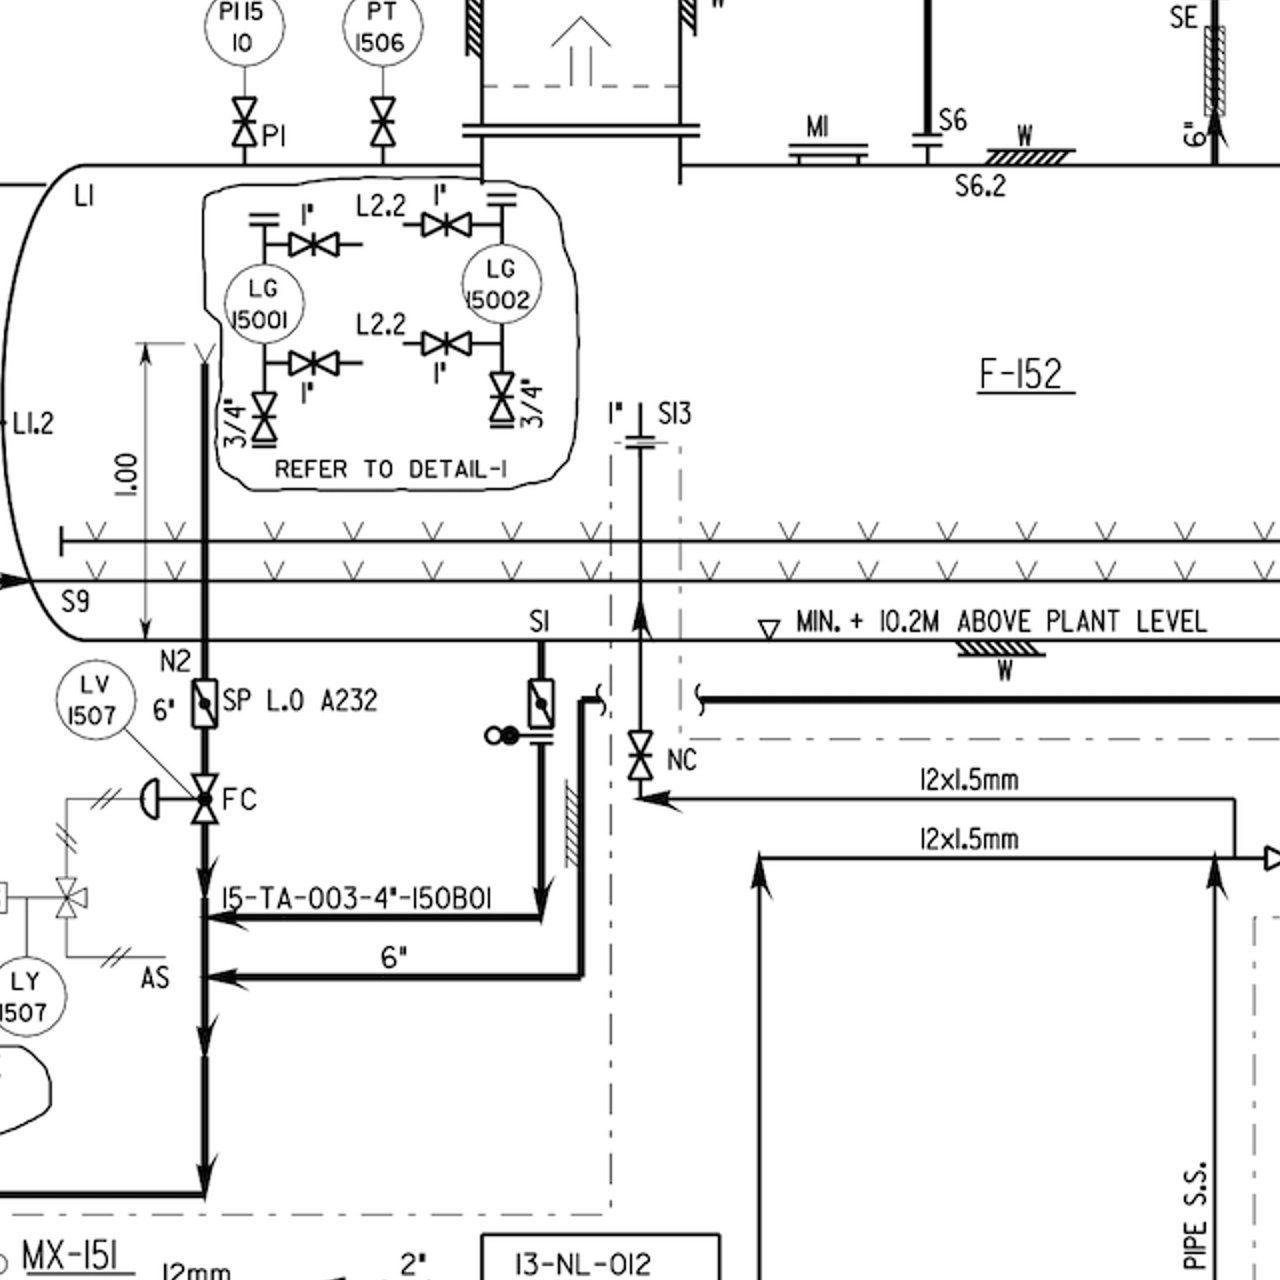 PI15
10
PT
1506
W
SE
P1
M1
S6
W
6"
S6.2
L1
1"
L2.2
1"
LG
15001
LG
15002
L2.2
1"
1"
3/4"
3/4"
REFER TO DETAIL-1
F-152
L1.2
1.00
1"
S13
S9
S1
MIN. + 10.2M ABOVE PLANT LEVEL
W
N2
LV
1507
6"
SP L.O A232
NC
FC
12x1.5mm
12x1.5mm
15-TA-003-4"-150B01
6"
AS
LY
1507
PIPE S.S.
MX-151
12mm
2"
13-NL-012